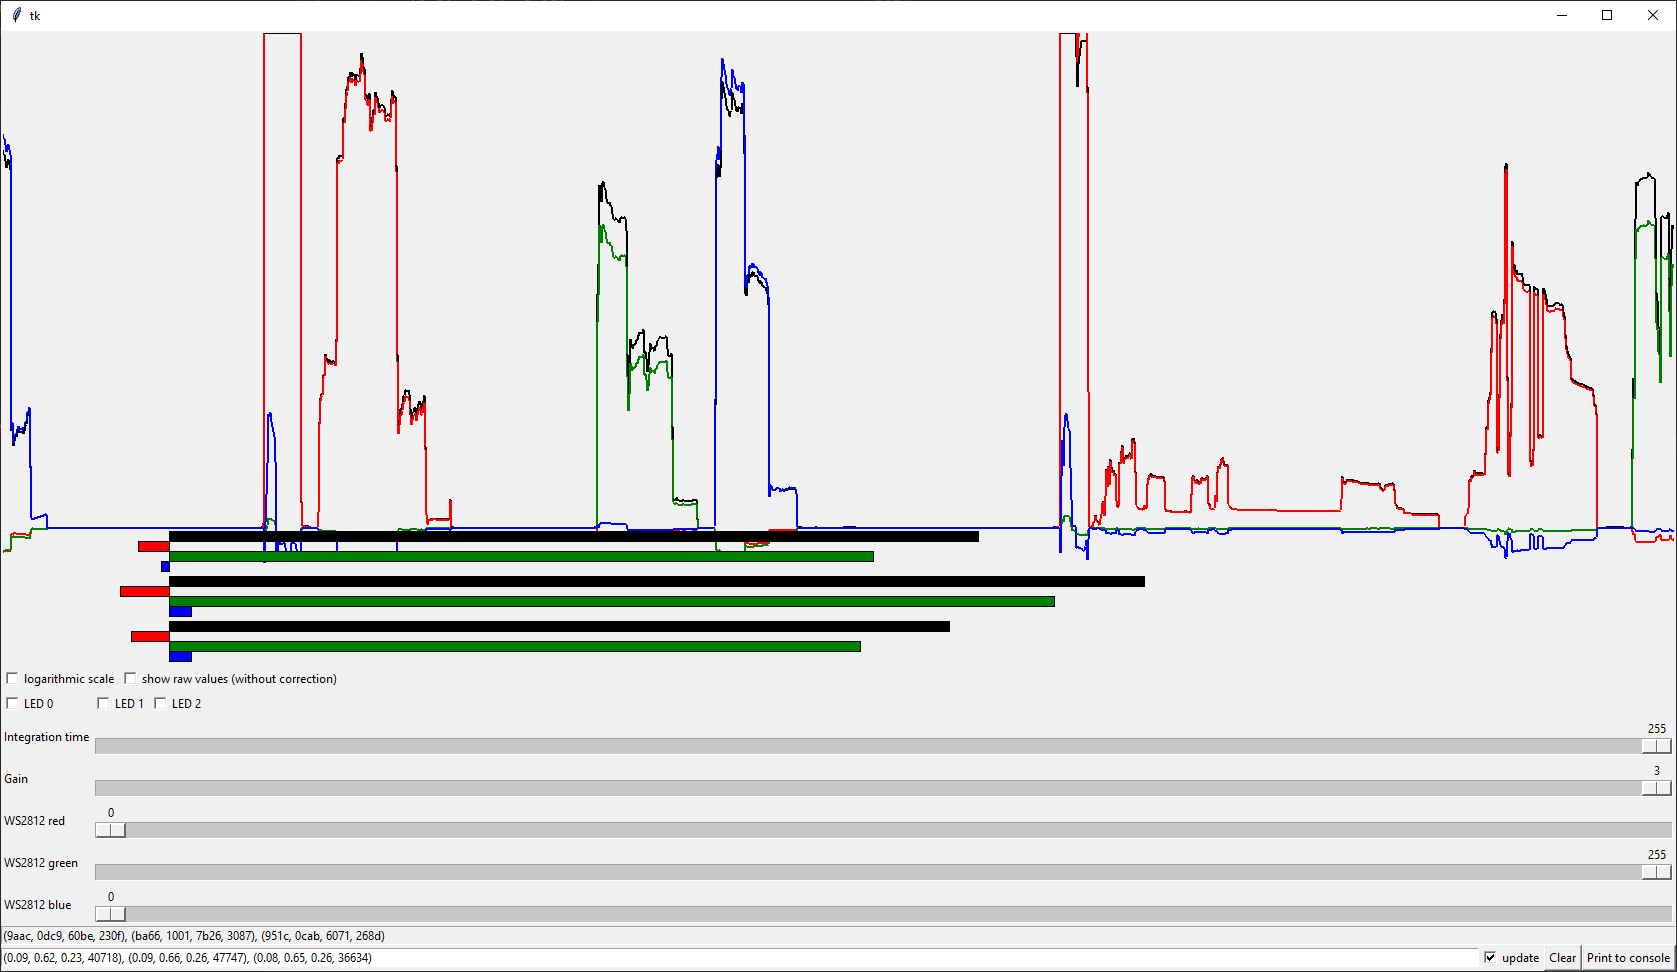 tk
logarithmic scale show raw values (without correction)
LED 0 LED 1 LED 2
255
Integration time
3
Gain
0
WS2812 red
255
WS2812 green
0
WS2812 blue
(9aac, 0dc9, 60be, 230f), (ba66, 1001, 7b26, 3087), (951c, 0cab, 6071, 268d)
(0.09, 0.62, 0.23, 40718), (0.09, 0.66, 0.26, 47747), (0.08, 0.65, 0.26, 36634) update Clear Print to console